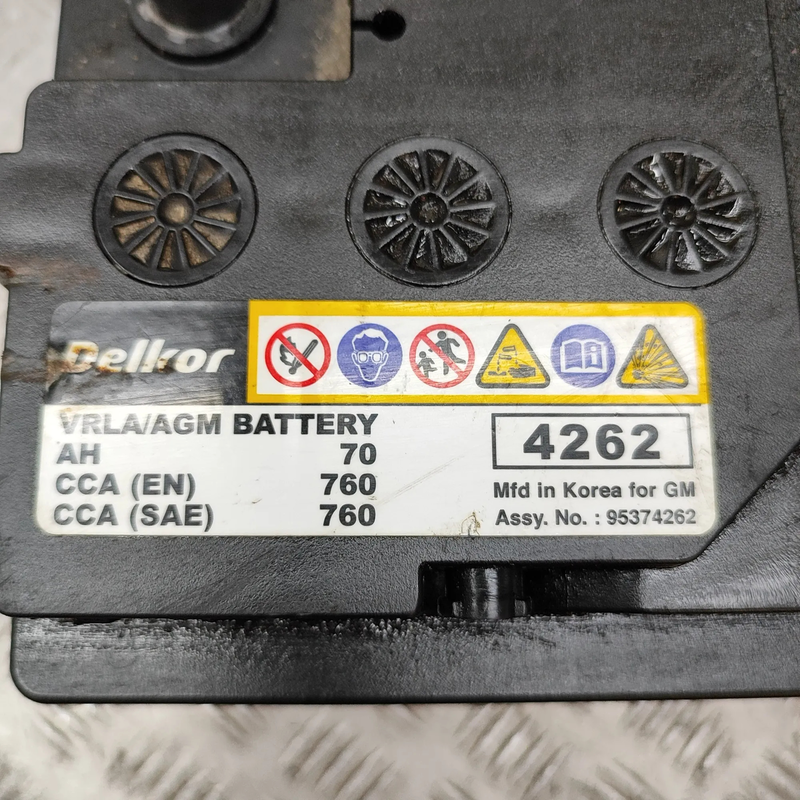 Delkor
VRLA/AGM BATTERY
AH 70
CCA (EN) 760
CCA (SAE) 760
4262
Mfd in Korea for GM
Assy. No. : 95374262